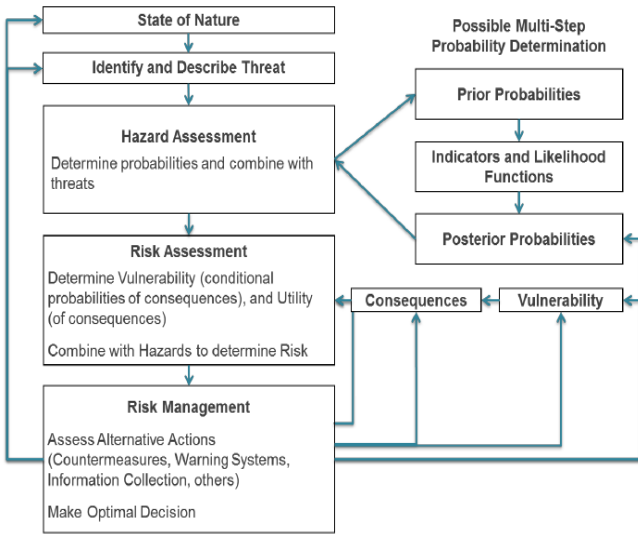 State of Nature
Identify and Describe Threat
Hazard Assessment
Determine probabilities and combine with
threats
Risk Assessment
Determine Vulnerability (conditional
probabilities of consequences), and Utility
(of consequences)
Combine with Hazards to determine Risk
Risk Management
Assess Alternative Actions
(Countermeasures, Warning Systems,
Information Collection, others)
Make Optimal Decision
Possible Multi-Step
Probability Determination
Prior Probabilities
Indicators and Likelihood
Functions
Posterior Probabilities
Consequences
Vulnerability